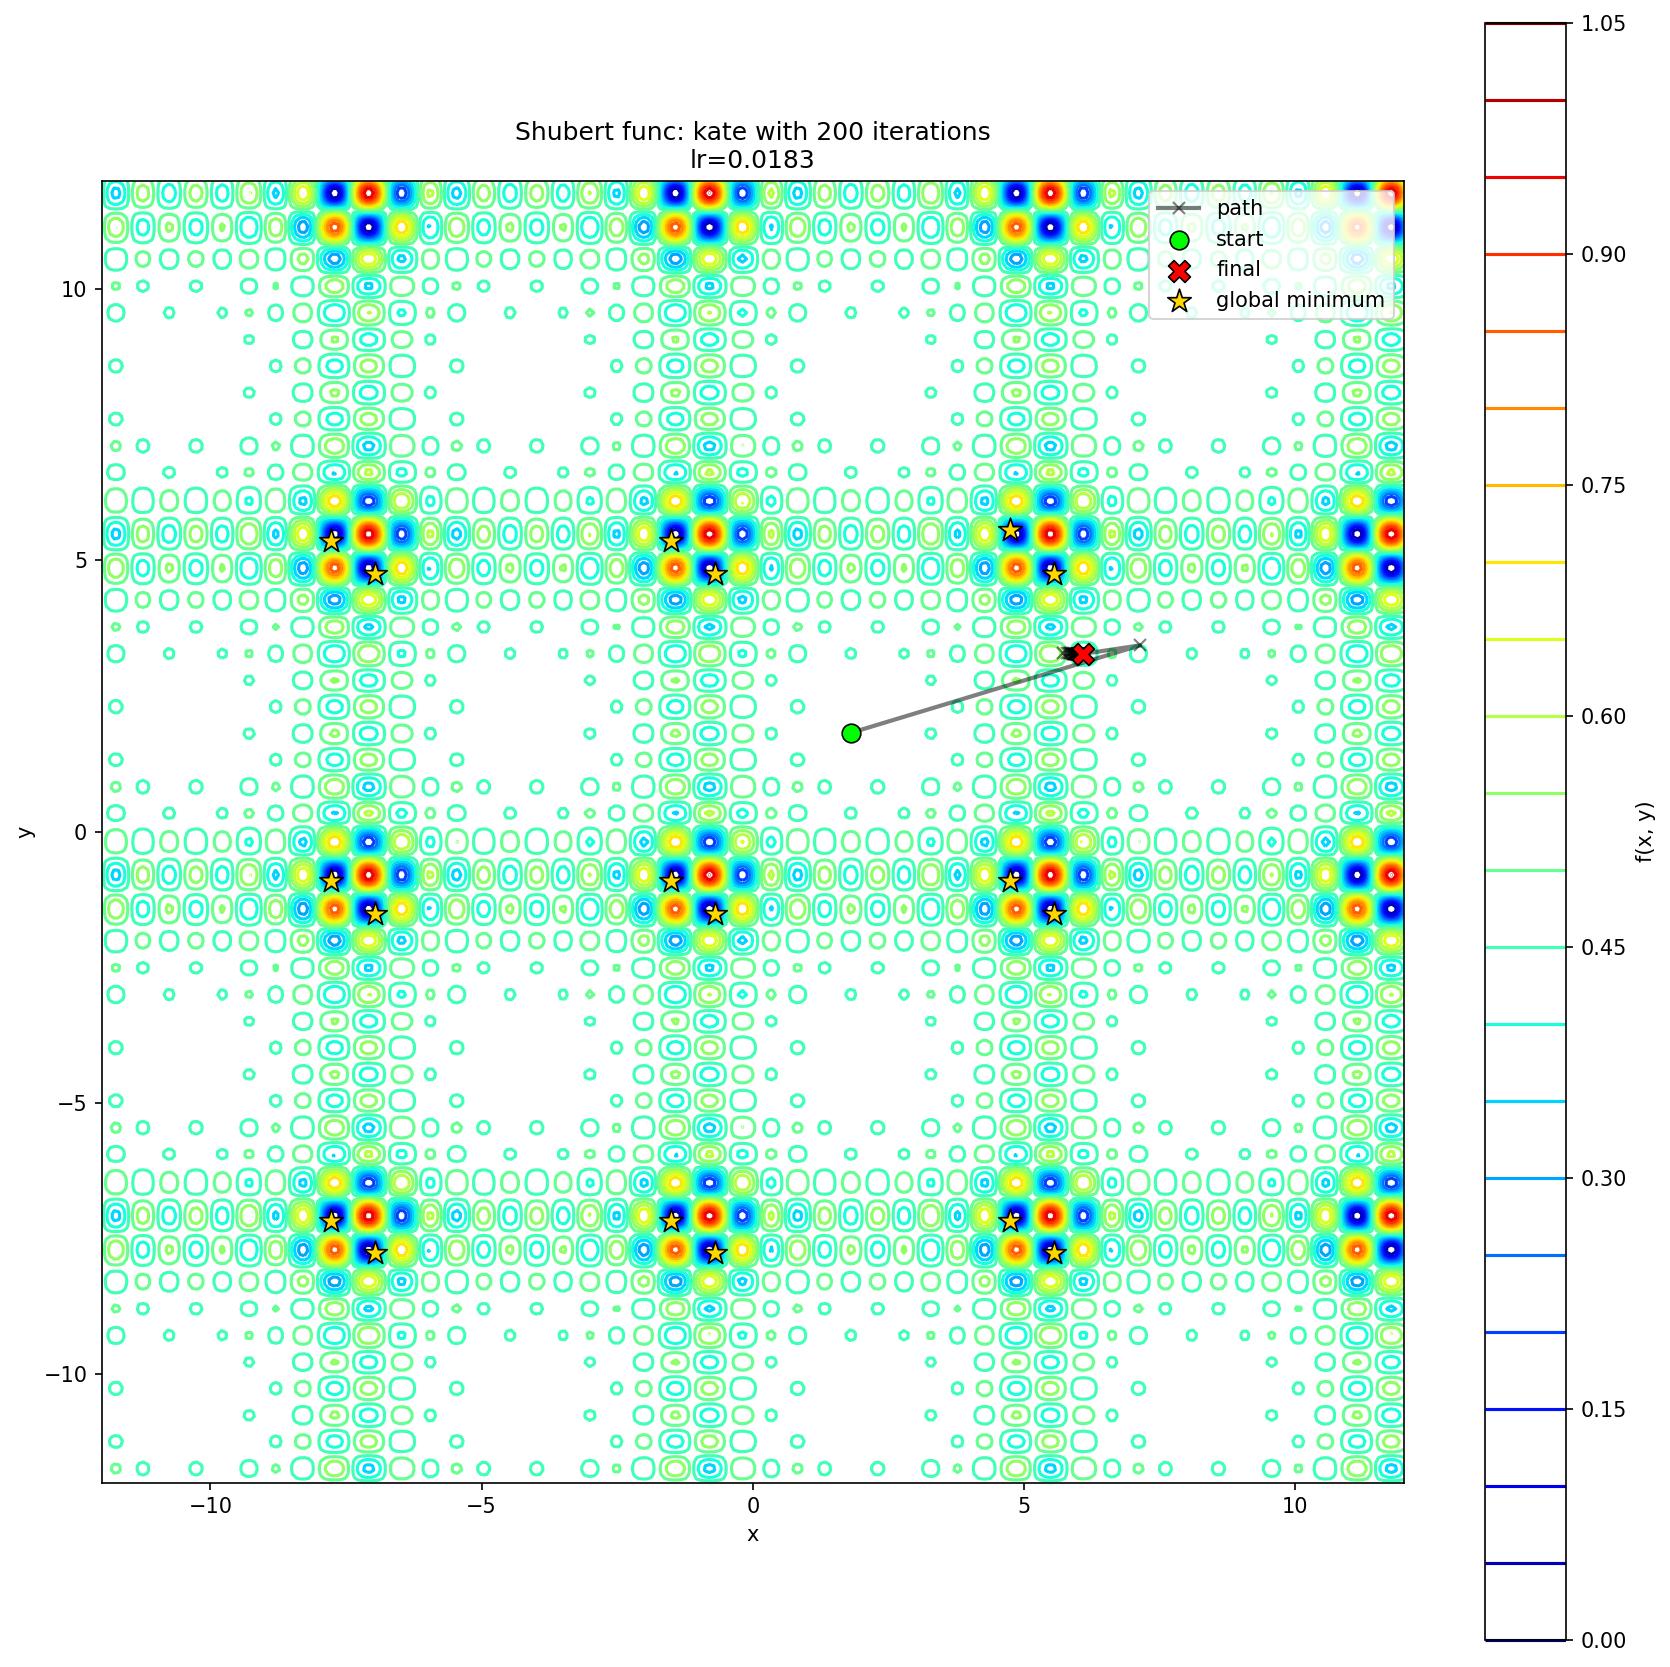 Shubert func: kate with 200 iterations
lr=0.0183
path
start
final
global minimum
10
5
0
−5
−10
y
−10
−5
0
5
10
x
1.05
0.90
0.75
0.60
0.45
0.30
0.15
0.00
f(x, y)